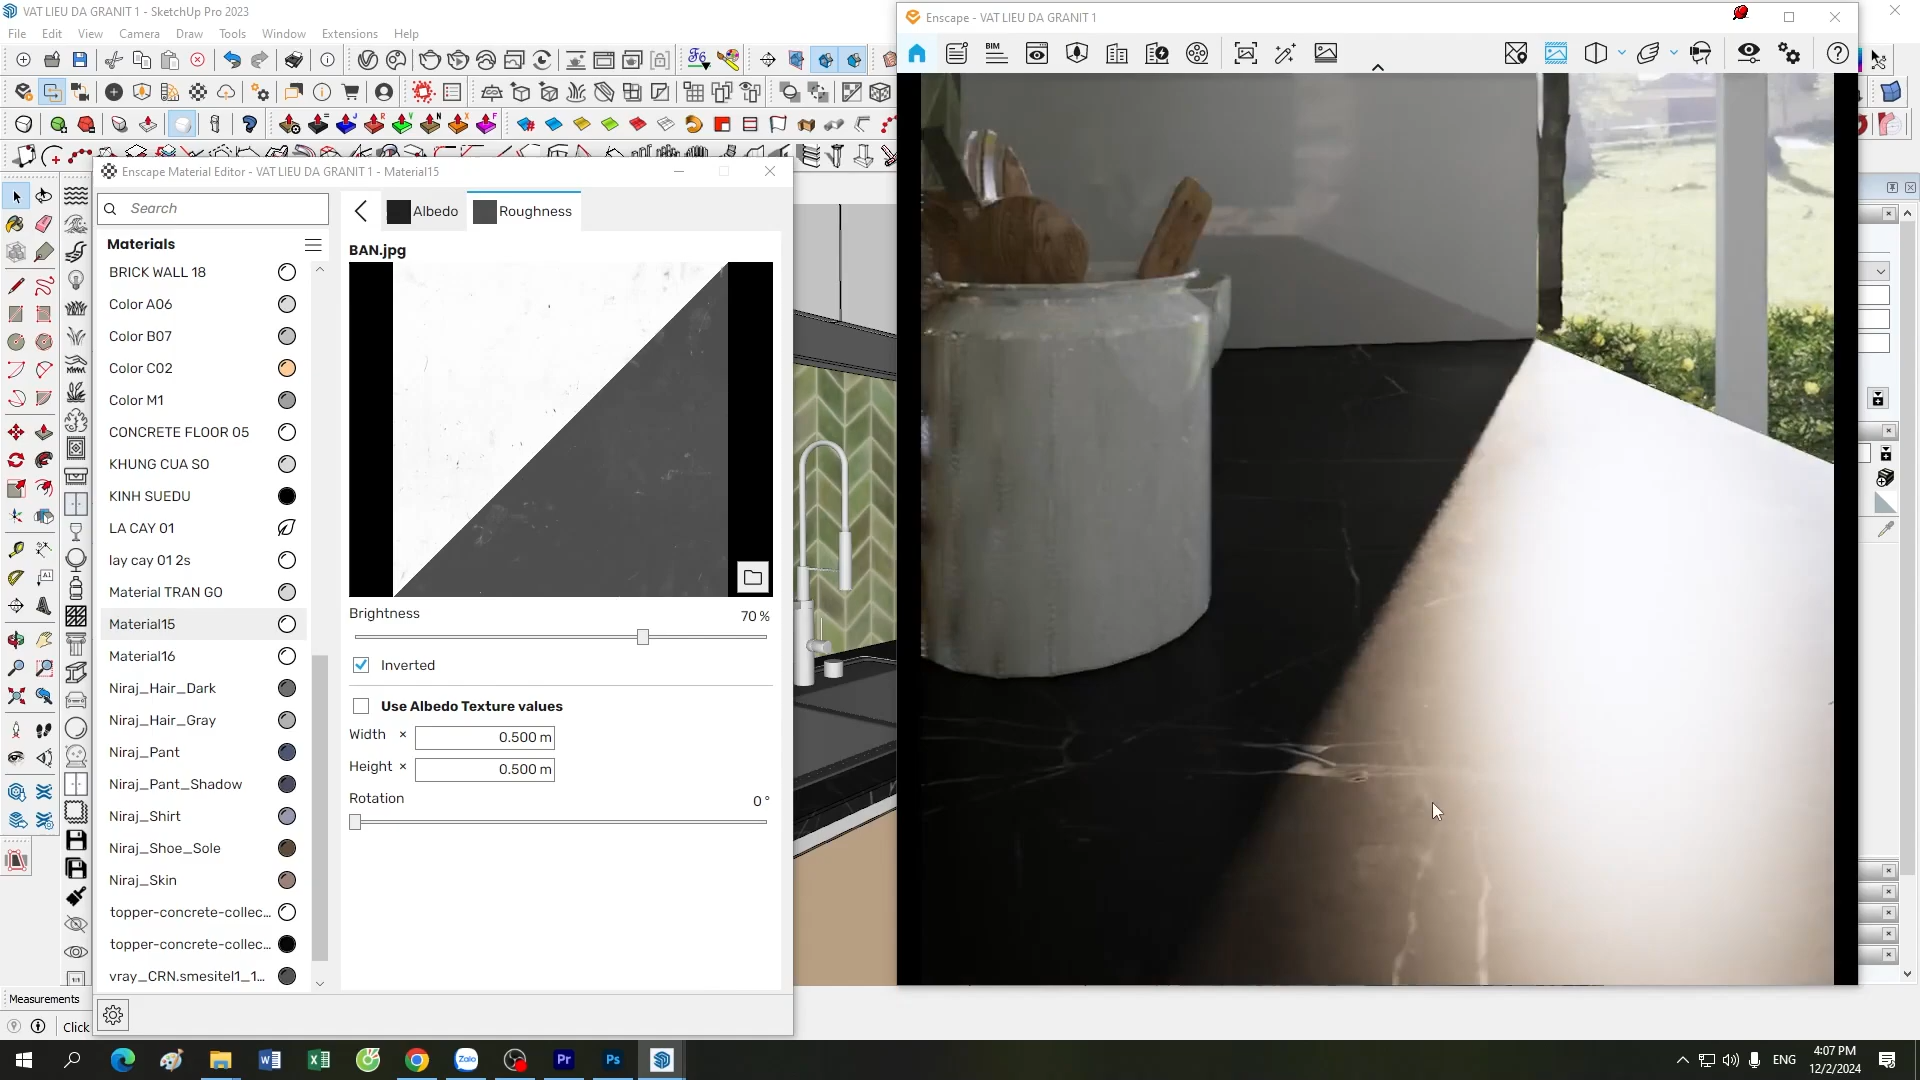 VAT LIEU DA GRANIT 1 - SketchUp Pro 2023
File Edit View Camera Draw Tools Window Extensions Help
Enscape - VAT LIEU DA GRANIT 1
BIM
Enscape Material Editor - VAT LIEU DA GRANIT 1 - Material15
Search
Albedo
Roughness
Materials
BRICK WALL 18
Color A06
Color B07
Color C02
Color M1
CONCRETE FLOOR 05
KHUNG CUA SO
KINH SUEDU
LA CAY 01
lay cay 01 2s
Material TRAN GO
Material15
Material16
Niraj_Hair_Dark
Niraj_Hair_Gray
Niraj_Pant
Niraj_Pant_Shadow
Niraj_Shirt
Niraj_Shoe_Sole
Niraj_Skin
topper-concrete-collec...
topper-concrete-collec...
vray_CRN.smesitel1_1...
BAN.jpg
Brightness 70 %
Inverted
Use Albedo Texture values
Width × 0.500 m
Height × 0.500 m
Rotation 0 °
Measurements
Click
Zalo
Pr
Ps
ENG
4:07 PM
12/2/2024